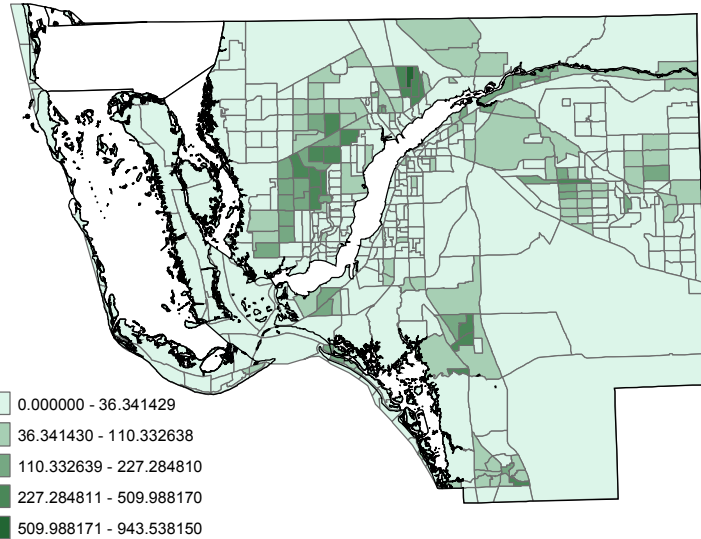 0.000000 - 36.341429
36.341430 - 110.332638
110.332639 - 227.284810
227.284811 - 509.988170
509.988171 - 943.538150